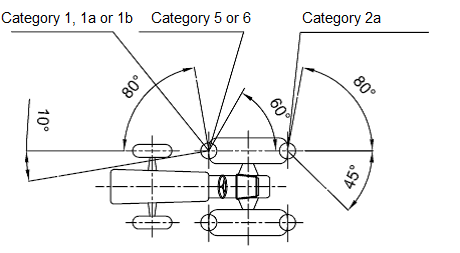 Category 1, 1a or 1b
Category 5 or 6
Category 2a
80°
80°
10°
60°
45°